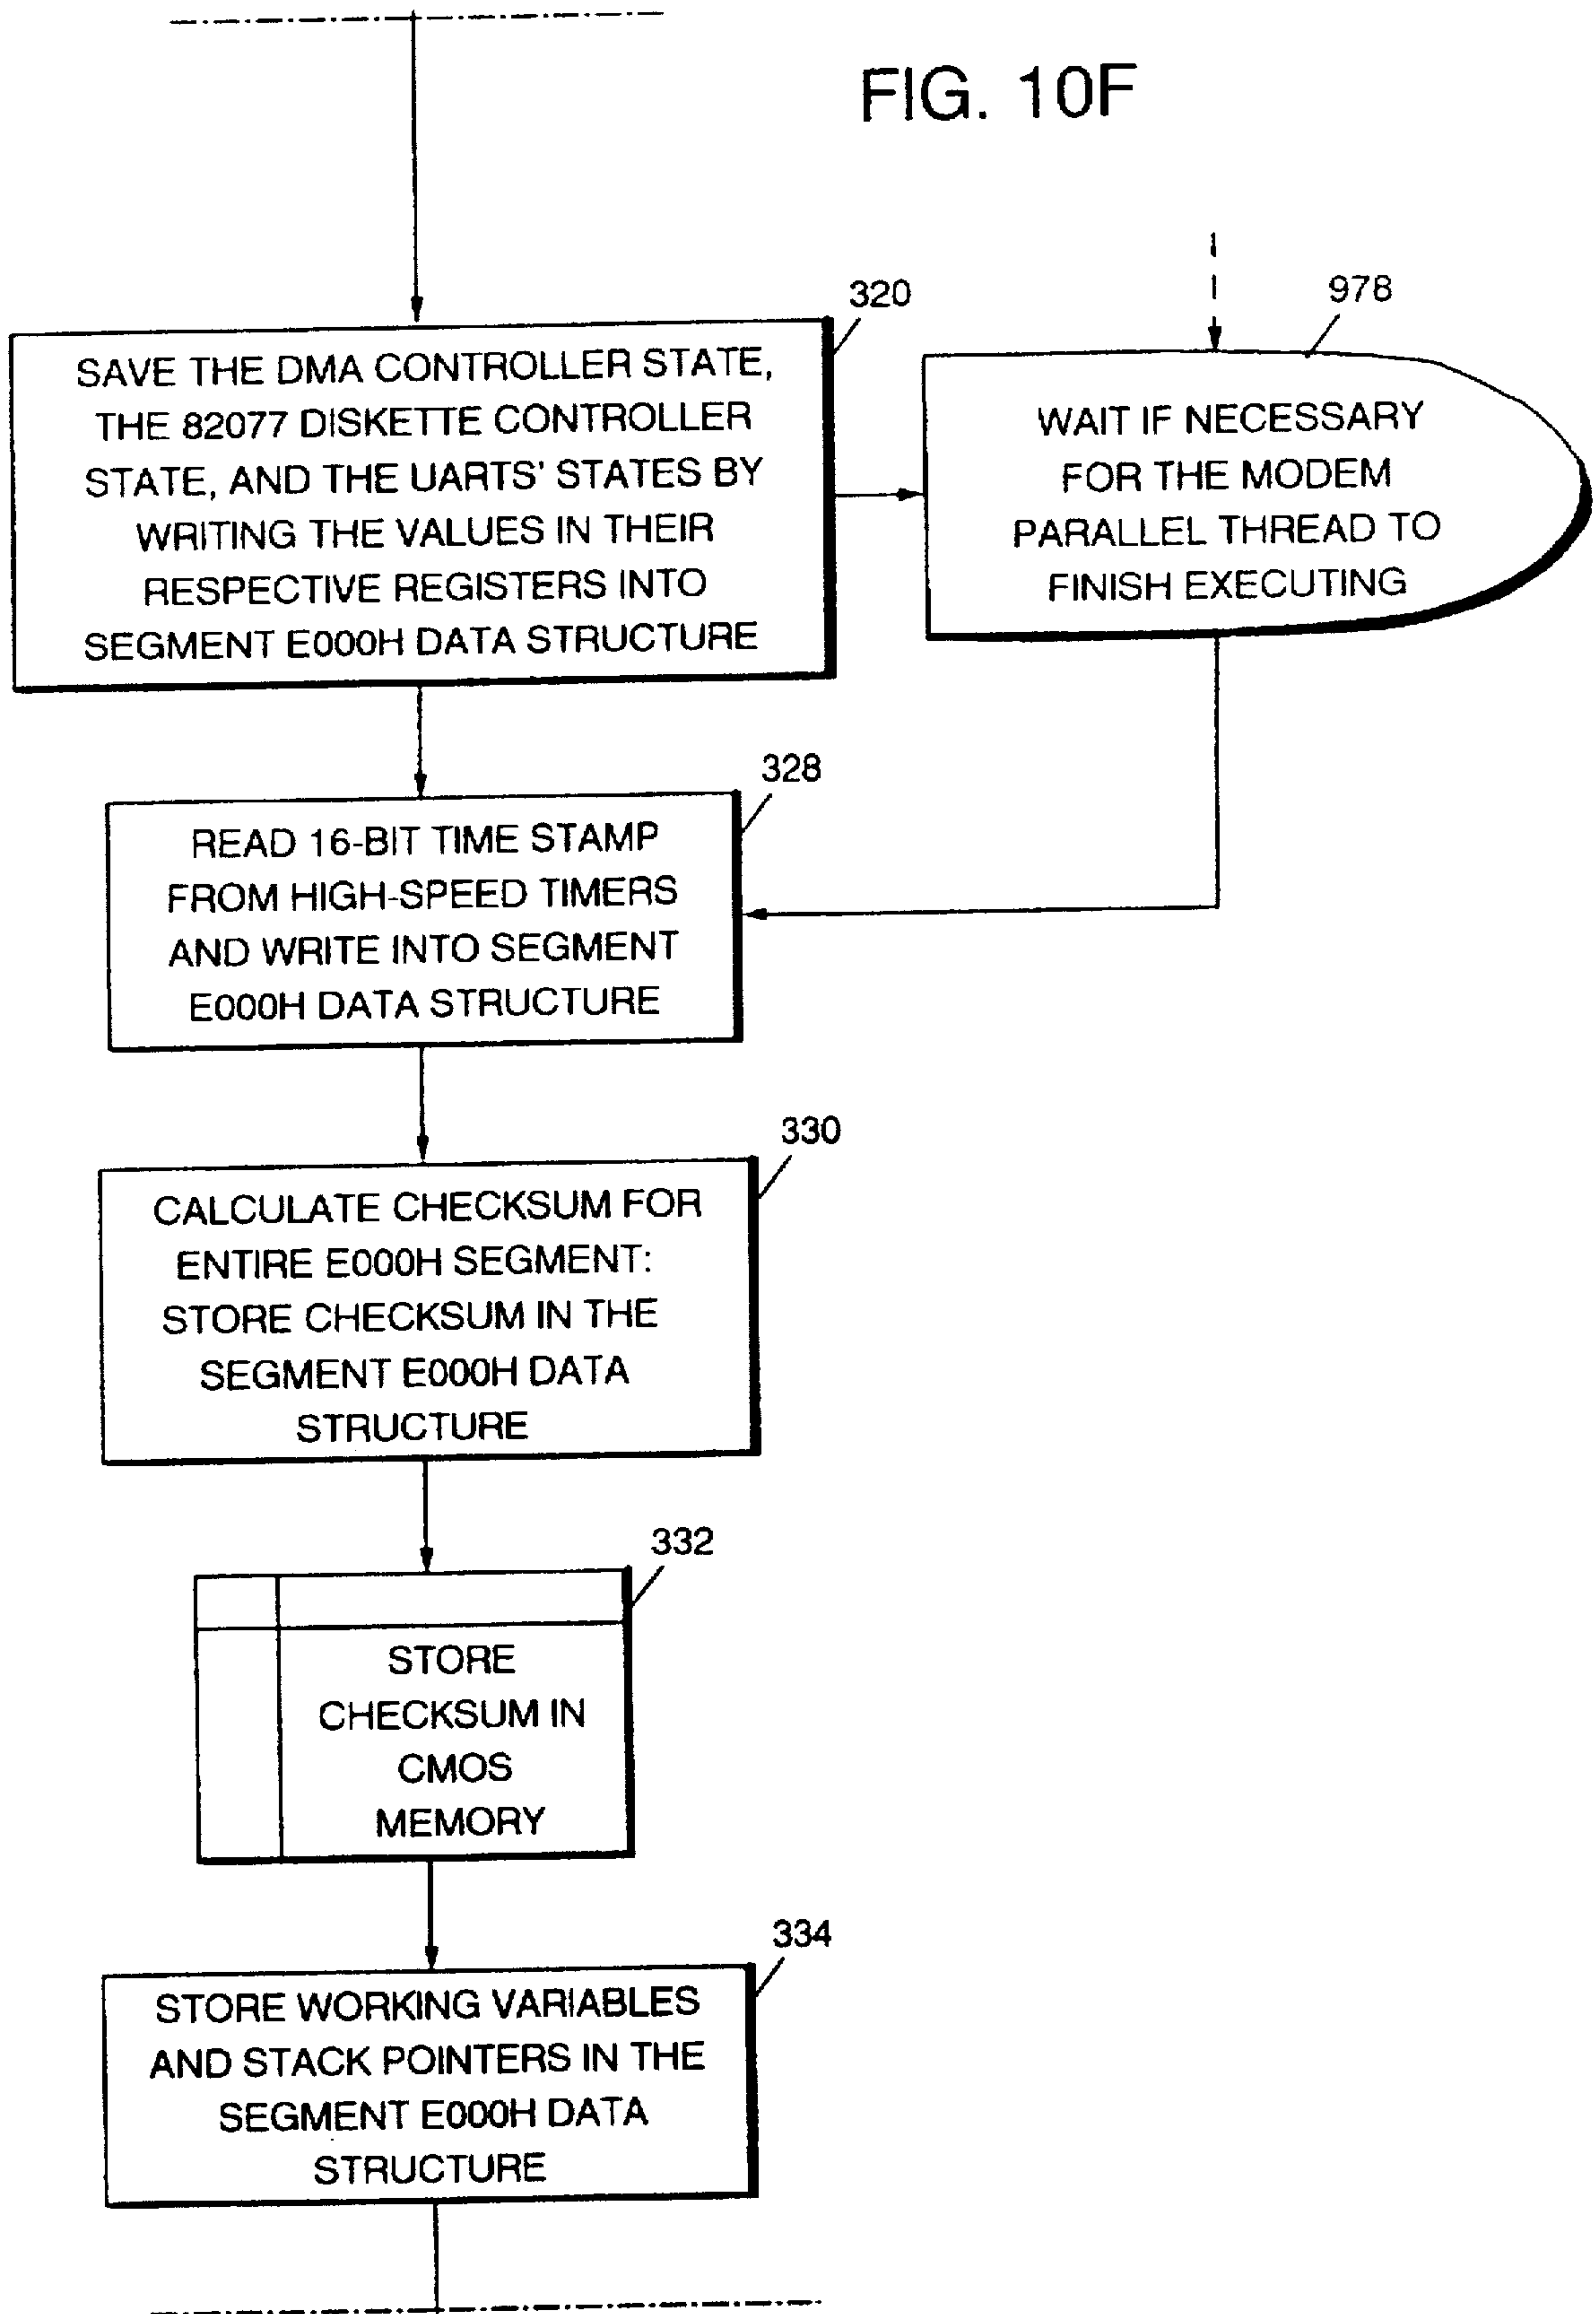 FIG. 10F
320
SAVE THE DMA CONTROLLER STATE,
THE 82077 DISKETTE CONTROLLER
STATE, AND THE UARTS' STATES BY
WRITING THE VALUES IN THEIR
RESPECTIVE REGISTERS INTO
SEGMENT E000H DATA STRUCTURE
978
WAIT IF NECESSARY
FOR THE MODEM
PARALLEL THREAD TO
FINISH EXECUTING
328
READ 16-BIT TIME STAMP
FROM HIGH-SPEED TIMERS
AND WRITE INTO SEGMENT
E000H DATA STRUCTURE
330
CALCULATE CHECKSUM FOR
ENTIRE E000H SEGMENT:
STORE CHECKSUM IN THE
SEGMENT E000H DATA
STRUCTURE
332
STORE
CHECKSUM IN
CMOS
MEMORY
334
STORE WORKING VARIABLES
AND STACK POINTERS IN THE
SEGMENT E000H DATA
STRUCTURE